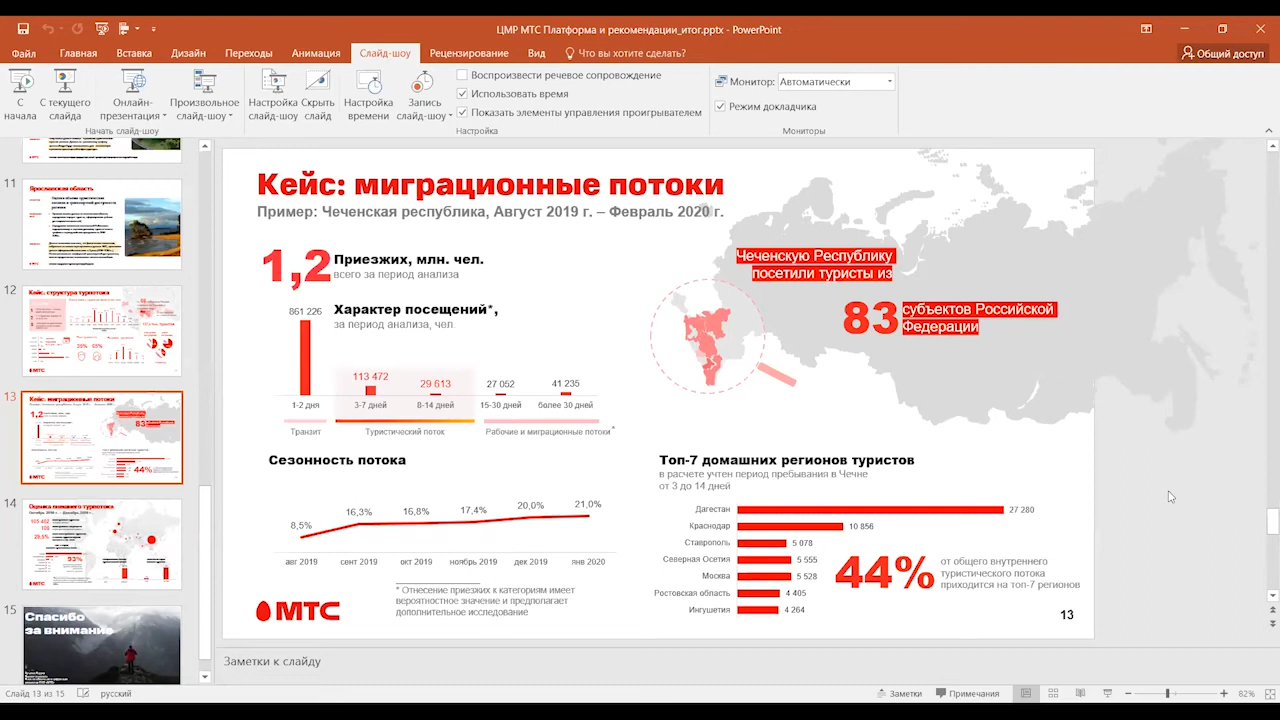 ЦМР МТС Платформа и рекомендации_итог.pptx - PowerPoint
Файл Главная Вставка Дизайн Переходы Анимация Слайд-шоу Рецензирование Вид Что вы хотите сделать? Общий доступ
С начала
С текущего слайда
Онлайн-презентация
Произвольное слайд-шоу
Настройка слайд-шоу
Скрыть слайд
Настройка времени
Запись слайд-шоу
Воспроизвести речевое сопровождение
Использовать время
Показать элементы управления проигрывателем
Монитор: Автоматически
Режим докладчика
Начать слайд-шоу
Настройка
Мониторы
11
Ярославская область
12
Кейс: структура турпотока
13
Кейс: миграционные потоки
14
Оценка внешнего турпотока
15
Спасибо
за внимание
Кейс: миграционные потоки
Пример: Чеченская республика, Август 2019 г. – Февраль 2020 г.
1,2 Приезжих, млн. чел.
всего за период анализа
Характер посещений*,
за период анализа, чел.
861 226
113 472
29 613
27 052
41 235
1-2 дня
3-7 дней
8-14 дней
15-30 дней
более 30 дней
Транзит
Туристический поток
Рабочие и миграционные потоки*
Чеченскую Республику
посетили туристы из
83 субъектов Российской
Федерации
Сезонность потока
8,5%
16,3%
16,8%
17,4%
20,0%
21,0%
авг 2019
сент 2019
окт 2019
ноябрь 2019
дек 2019
янв 2020
* Отнесение приезжих к категориям имеет
вероятностное значение и предполагает
дополнительное исследование
МТС
Топ-7 домашних регионов туристов
в расчете учтен период пребывания в Чечне
от 3 до 14 дней
Дагестан 27 280
Краснодар 10 856
Ставрополь 5 078
Северная Осетия 5 555
Москва 5 528
Ростовская область 4 405
Ингушетия 4 264
44% от общего внутреннего
туристического потока
приходится на топ-7 регионов
13
Заметки к слайду
Слайд 13 из 15 русский Заметки Примечания 82%